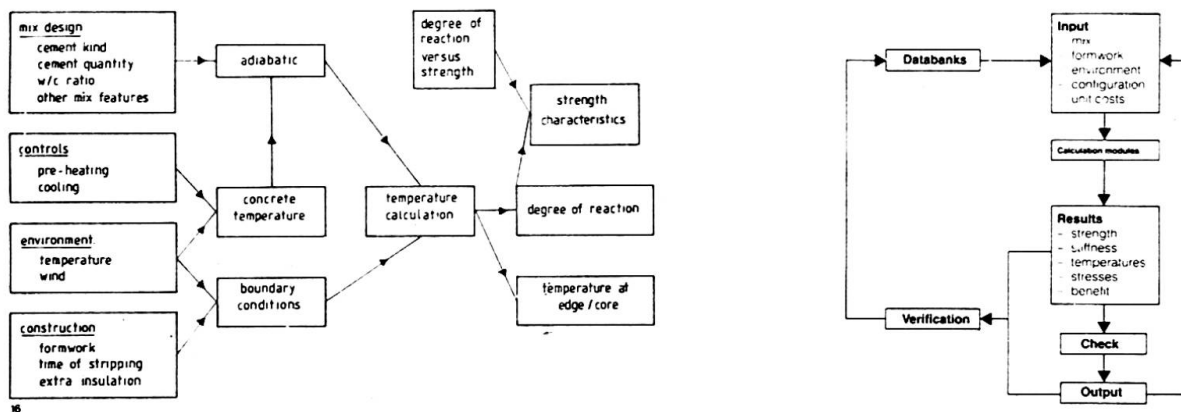 mix design
cement kind
cement quantity
w/c ratio
other mix features
controls
pre-heating
cooling
environment.
temperature
wind
construction
formwork
time of stripping
extra insulation
adiabatic
concrete
temperature
boundary
conditions
temperature
calculation
degree of
reaction
versus
strength
strength
characteristics
degree of reaction
temperature at
edge/core
16
Databanks
Verification
Input
mix
formwork
environment
- configuration
unit costs
Calculation modules
Results
- strength
- stiffness
- temperatures
- stresses
- benefit
Check
Output